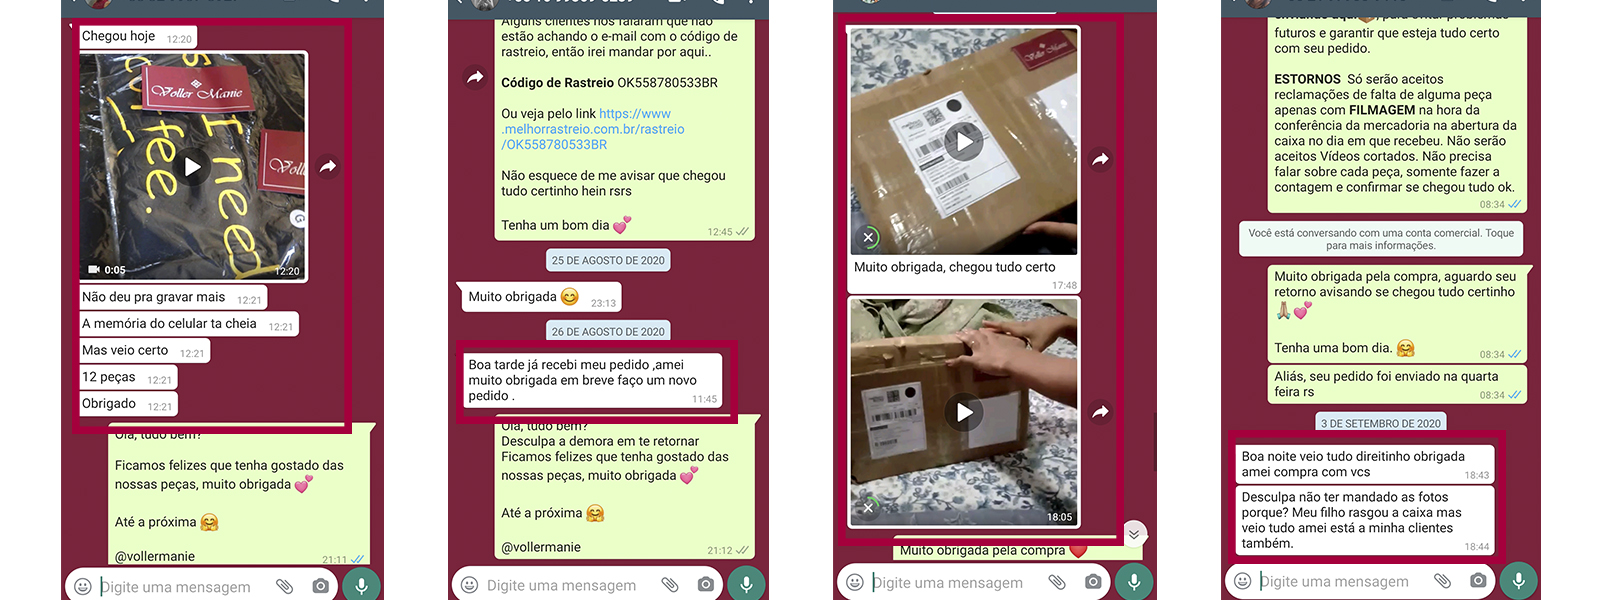 Chegou hoje 12:20
Voller Manie
I need
fee.
Voll
0:05 12:20
Não deu pra gravar mais 12:21
A memória do celular ta cheia 12:21
Mas veio certo 12:21
12 peças 12:21
Obrigado 12:21
Olá, tudo bem?
Ficamos felizes que tenha gostado das
nossas peças, muito obrigada 💕
Até a próxima 🤗
@vollermanie
21:11
Digite uma mensagem
Alguns clientes nos falaram que não
estão achando o e-mail com o código de
rastreio, então irei mandar por aqui..
Código de Rastreio OK558780533BR
Ou veja pelo link https://www
.melhorrastreio.com.br/rastreio
/OK558780533BR
Não esquece de me avisar que chegou
tudo certinho hein rsrs
Tenha um bom dia 💕
12:45
25 DE AGOSTO DE 2020
Muito obrigada 😊 23:13
26 DE AGOSTO DE 2020
Boa tarde já recebi meu pedido ,amei
muito obrigada em breve faço um novo
pedido . 11:45
Olá, tudo bem?
Desculpa a demora em te retornar
Ficamos felizes que tenha gostado das
nossas peças, muito obrigada 💕
Até a próxima 🤗
@vollermanie 21:12
Digite uma mensagem
Muito obrigada, chegou tudo certo
17:48
18:05
Muito obrigada pela compra ❤️
Digite uma mensagem
futuros e garantir que esteja tudo certo
com seu pedido.
ESTORNOS Só serão aceitos
reclamações de falta de alguma peça
apenas com FILMAGEM na hora da
conferência da mercadoria na abertura da
caixa no dia em que recebeu. Não serão
aceitos Vídeos cortados. Não precisa
falar sobre cada peça, somente fazer a
contagem e confirmar se chegou tudo ok.
08:34
Você está conversando com uma conta comercial. Toque
para mais informações.
Muito obrigada pela compra, aguardo seu
retorno avisando se chegou tudo certinho
🙏💕
Tenha uma bom dia. 🤗 08:34
Aliás, seu pedido foi enviado na quarta
feira rs 08:34
3 DE SETEMBRO DE 2020
Boa noite veio tudo direitinho obrigada
amei compra com vcs 18:43
Desculpa não ter mandado as fotos
porque? Meu filho rasgou a caixa mas
veio tudo amei está a minha clientes
também. 18:44
Digite uma mensagem